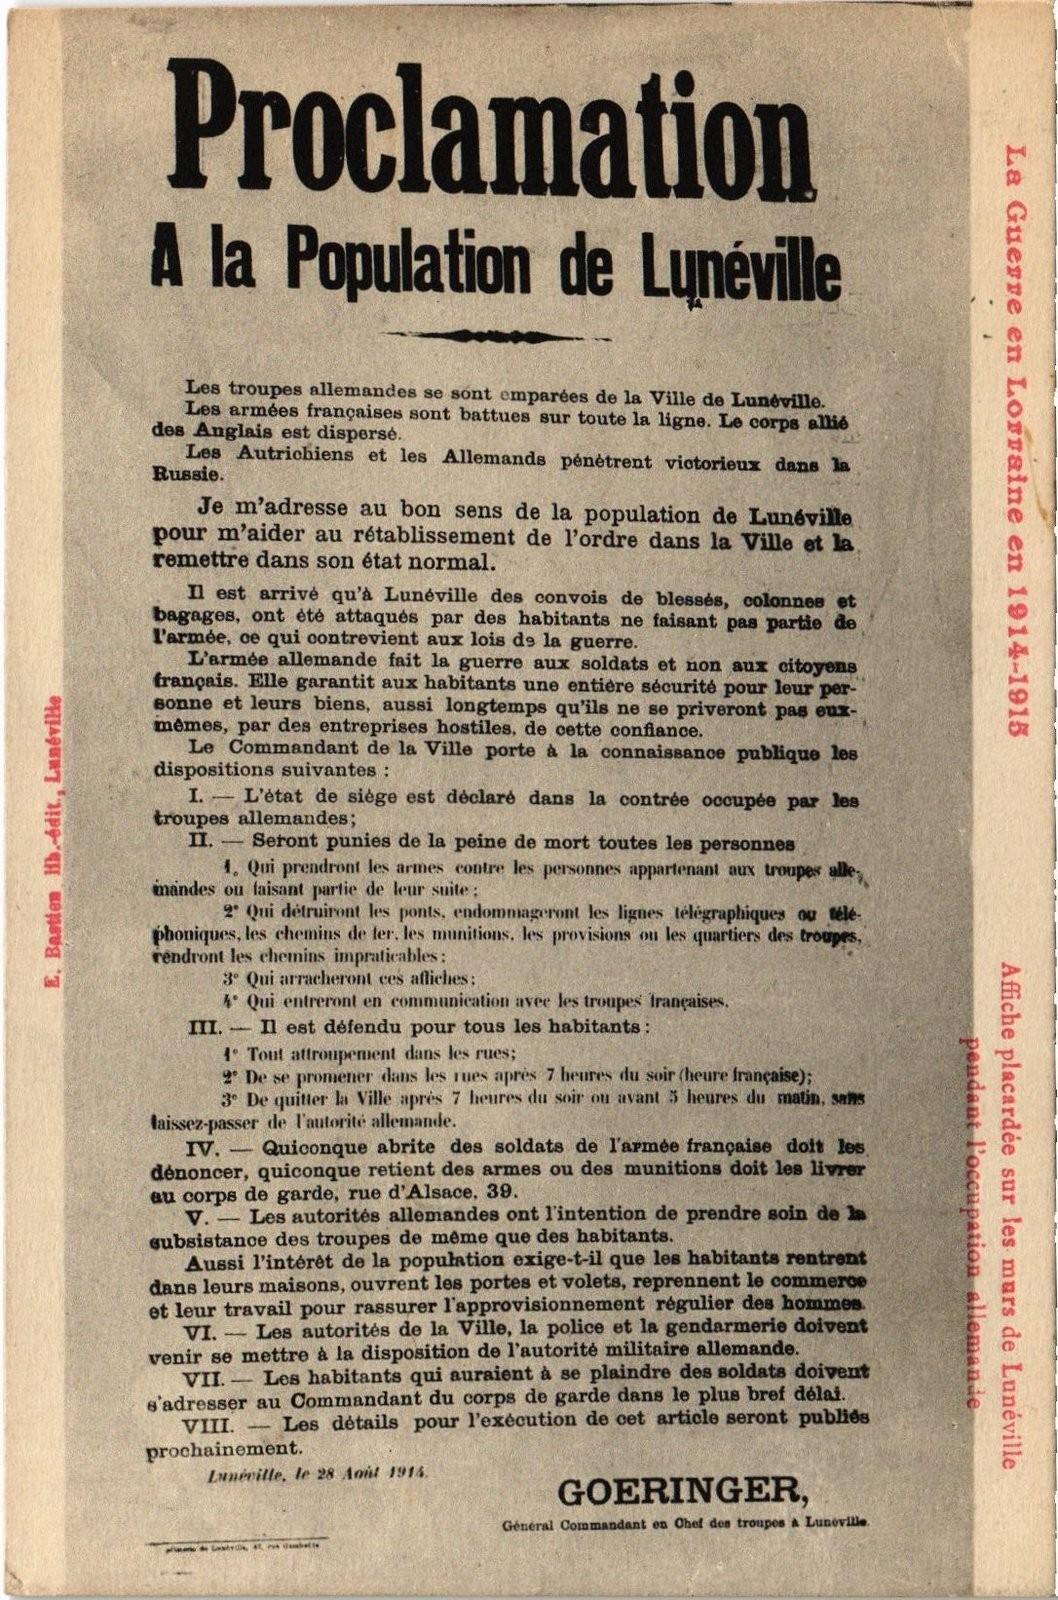 Proclamation
A la Population de Lunéville
Les troupes allemandes se sont emparées de la Ville de Lunéville.
Les armées françaises sont battues sur toute la ligne. Le corps allié
des Anglais est dispersé.
Les Autrichiens et les Allemands pénètrent victorieux dans la
Russie.
Je m'adresse au bon sens de la population de Lunéville
pour m'aider au rétablissement de l'ordre dans la Ville et la
remettre dans son état normal.
Il est arrivé qu'à Lunéville des convois de blessés, colonnes et
bagages, ont été attaqués par des habitants ne faisant pas partie de
l'armée, ce qui contrevient aux lois de la guerre.
L'armée allemande fait la guerre aux soldats et non aux citoyens
français. Elle garantit aux habitants une entière sécurité pour leur per-
sonne et leurs biens, aussi longtemps qu'ils ne se priveront pas eux-
mêmes, par des entreprises hostiles, de cette confiance.
Le Commandant de la Ville porte à la connaissance publique les
dispositions suivantes :
I. — L'état de siège est déclaré dans la contrée occupée par les
troupes allemandes;
II. — Seront punies de la peine de mort toutes les personnes
1. Qui prendront les armes contre les personnes appartenant aux troupes alle-
mandes ou faisant partie de leur suite;
2° Qui détruiront les ponts, endommageront les lignes télégraphiques ou télé-
phoniques, les chemins de fer, les munitions, les provisions ou les quartiers des troupes,
rendront les chemins impraticables;
3° Qui arracheront ces affiches;
4° Qui entreront en communication avec les troupes françaises.
III. — Il est défendu pour tous les habitants :
1° Tout attroupement dans les rues;
2° De se promener dans les rues après 7 heures du soir (heure française);
3° De quitter la Ville après 7 heures du soir ou avant 5 heures du matin, sans
laissez-passer de l'autorité allemande.
IV. — Quiconque abrite des soldats de l'armée française doit les
dénoncer, quiconque retient des armes ou des munitions doit les livrer
au corps de garde, rue d'Alsace, 39.
V. — Les autorités allemandes ont l'intention de prendre soin de la
subsistance des troupes de même que des habitants.
Aussi l'intérêt de la population exige-t-il que les habitants rentrent
dans leurs maisons, ouvrent les portes et volets, reprennent le commerce
et leur travail pour rassurer l'approvisionnement régulier des hommes.
VI. — Les autorités de la Ville, la police et la gendarmerie doivent
venir se mettre à la disposition de l'autorité militaire allemande.
VII. — Les habitants qui auraient à se plaindre des soldats doivent
s'adresser au Commandant du corps de garde dans le plus bref délai.
VIII. — Les détails pour l'exécution de cet article seront publiés
prochainement.
Lunéville, le 28 Août 1914.
GOERINGER,
Général Commandant en Chef des troupes à Lunéville.
de Lunéville, rue Gambetta
E. Bastien lib.-édit., Lunéville
La Guerre en Lorraine en 1914-1915
Affiche placardée sur les murs de Lunéville
pendant l'occupation allemande